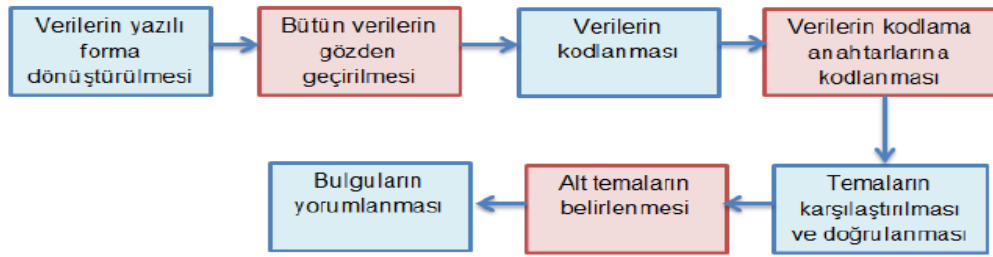 Verilerin yazılı
forma
dönüştürülmesi
Bütün verilerin
gözden
geçirilmesi
Verilerin
kodlanması
Verilerin kodlama
anahtarlarına
kodlanması
Temaların
karşılaştırılması
ve doğrulanması
Alt temaların
belirlenmesi
Bulguların
yorumlanması